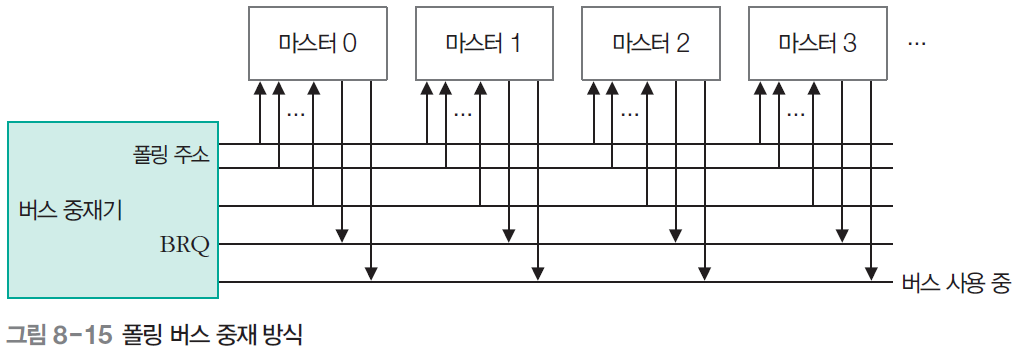 마스터 0
마스터 1
마스터 2
마스터 3
...
...
...
...
...
폴링 주소
버스 중재기
BRQ
버스 사용 중
그림 8-15 폴링 버스 중재 방식